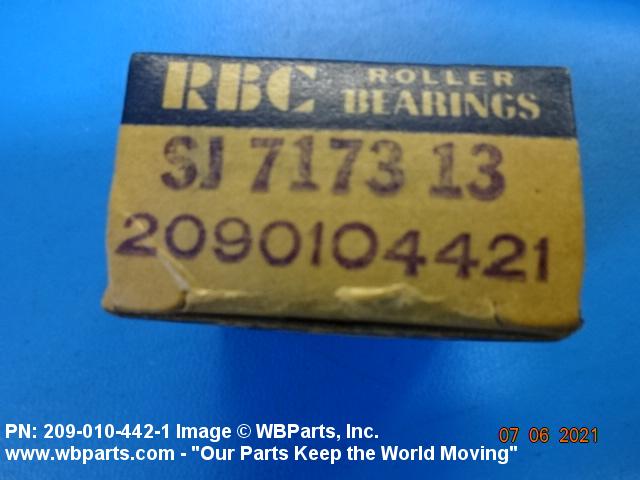 RBC ROLLER BEARINGS
SJ 7173 13
2090104421
PN: 209-010-442-1 Image © WBParts, Inc.
07 06 2021
www.wbparts.com - "Our Parts Keep the World Moving"